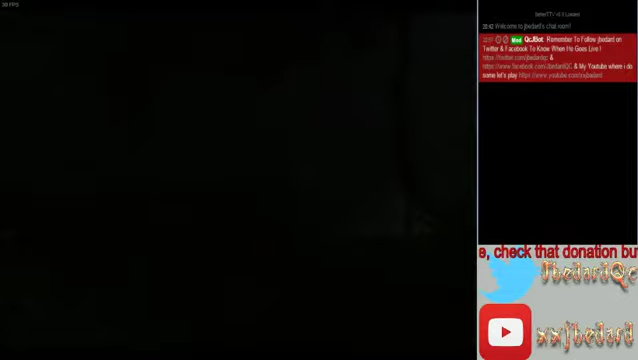 30 FPS
BetterTTV v6.8 Loaded
20:42 Welcome to jbedard's chat room!
Mod QcJBot: Remember To Follow jbedard on
Twitter & Facebook To Know When He Goes Live !
https://twitter.com/jbedardqc &
https://www.facebook.com/jbedardQC & My Youtube where i do
some let's play https://www.youtube.com/xxjbedard
e, check that donation but
JbedardQc
xxjbedard